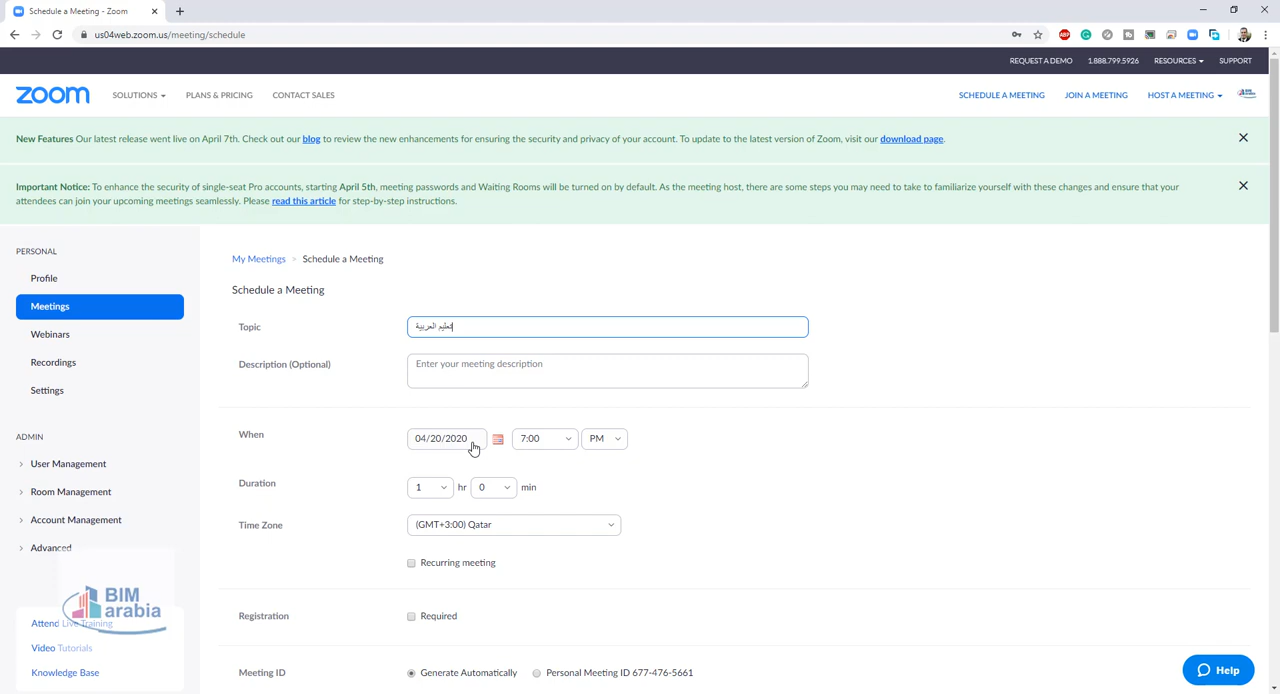 Schedule a Meeting - Zoom
us04web.zoom.us/meeting/schedule
REQUEST A DEMO 1.888.799.5926 RESOURCES SUPPORT
zoom SOLUTIONS PLANS & PRICING CONTACT SALES SCHEDULE A MEETING JOIN A MEETING HOST A MEETING
New Features Our latest release went live on April 7th. Check out our blog to review the new enhancements for ensuring the security and privacy of your account. To update to the latest version of Zoom, visit our download page.
Important Notice: To enhance the security of single-seat Pro accounts, starting April 5th, meeting passwords and Waiting Rooms will be turned on by default. As the meeting host, there are some steps you may need to take to familiarize yourself with these changes and ensure that your
attendees can join your upcoming meetings seamlessly. Please read this article for step-by-step instructions.
PERSONAL
Profile
Meetings
Webinars
Recordings
Settings
ADMIN
User Management
Room Management
Account Management
Advanced
BIM
arabia
Attend Live Training
Video Tutorials
Knowledge Base
My Meetings > Schedule a Meeting
Schedule a Meeting
Topic تعليم العربية
Description (Optional) Enter your meeting description
When 04/20/2020 7:00 PM
Duration 1 hr 0 min
Time Zone (GMT+3:00) Qatar
Recurring meeting
Registration Required
Meeting ID Generate Automatically Personal Meeting ID 677-476-5661
Help